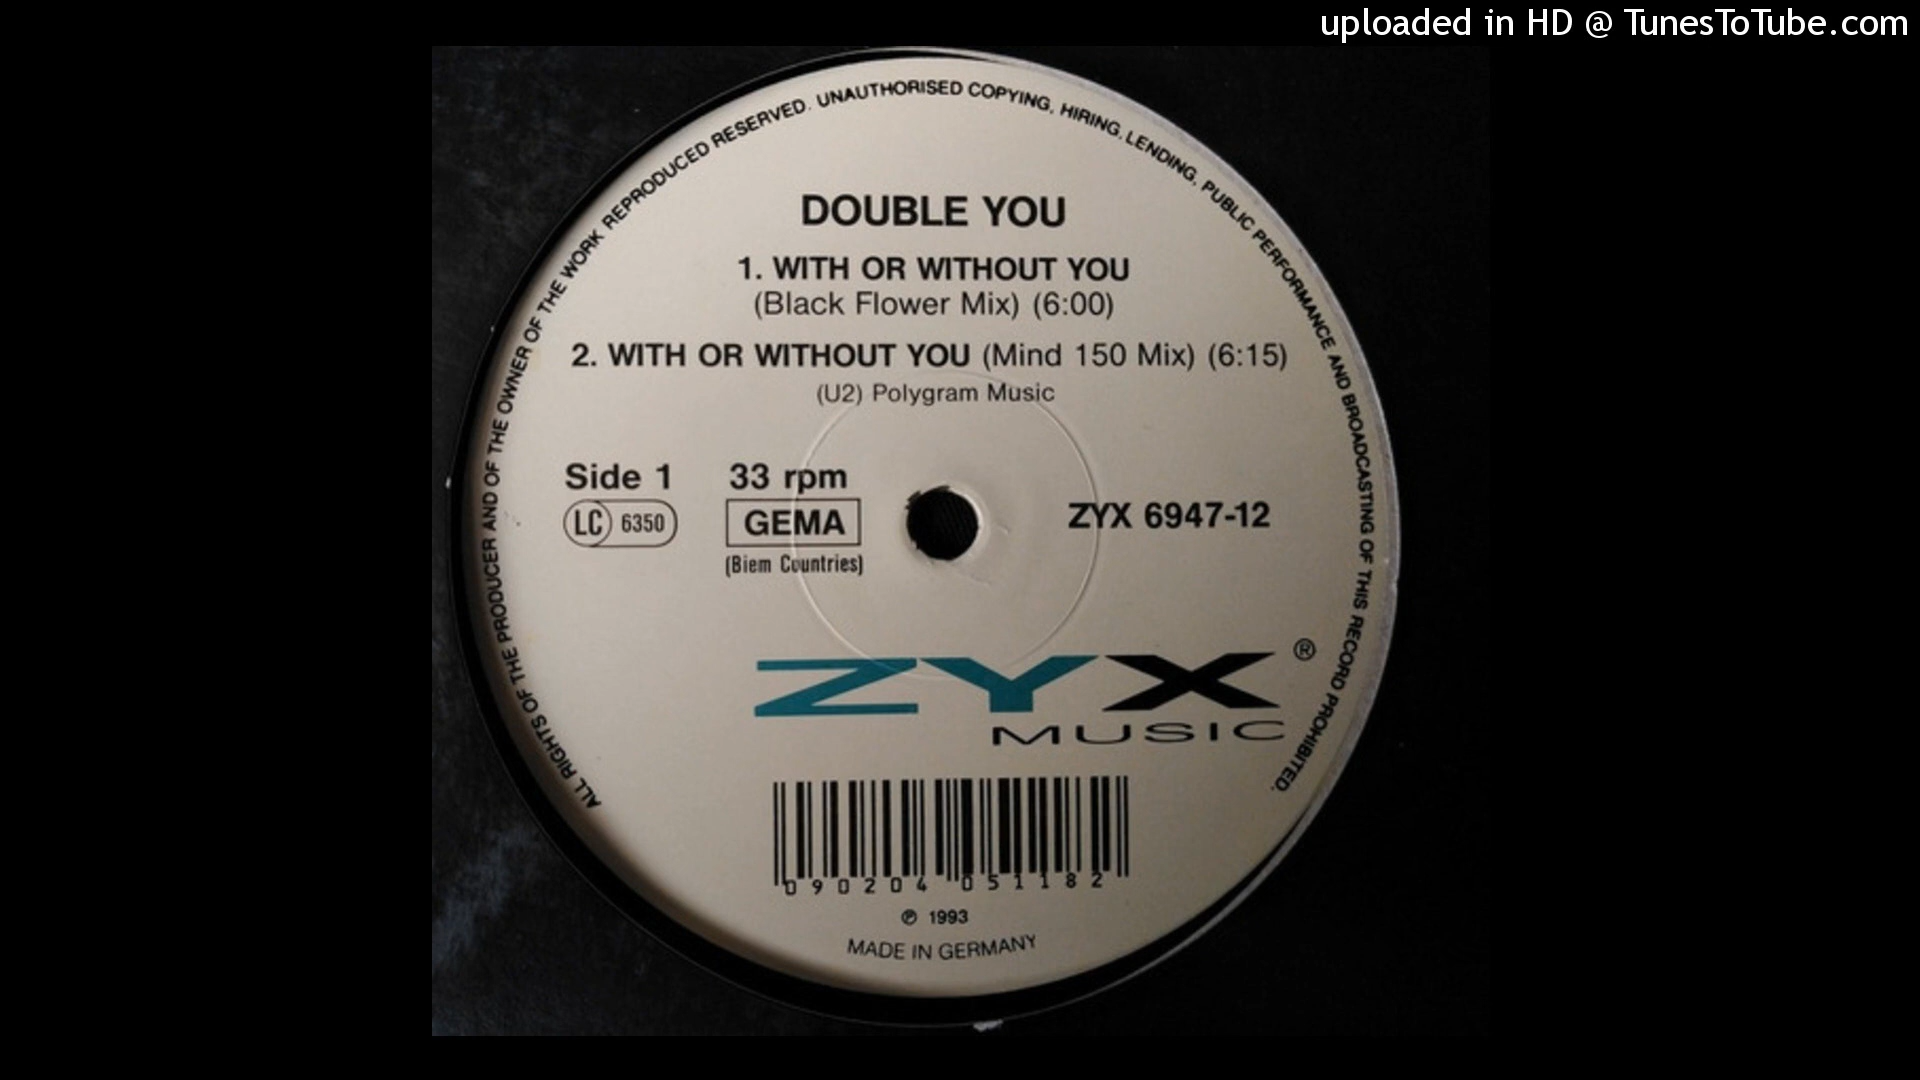 uploaded in HD @ TunesToTube.com
ALL RIGHTS OF THE PRODUCER AND OF THE OWNER OF THE WORK REPRODUCED RESERVED. UNAUTHORISED COPYING, HIRING, LENDING, PUBLIC PERFORMANCE AND BROADCASTING OF THIS RECORD PROHIBITED.
DOUBLE YOU
1. WITH OR WITHOUT YOU
(Black Flower Mix) (6:00)
2. WITH OR WITHOUT YOU (Mind 150 Mix) (6:15)
(U2) Polygram Music
Side 1 33 rpm
LC 6350 GEMA ZYX 6947-12
(Biem Countries)
ZYX ®
MUSIC
090204 051182
℗ 1993
MADE IN GERMANY